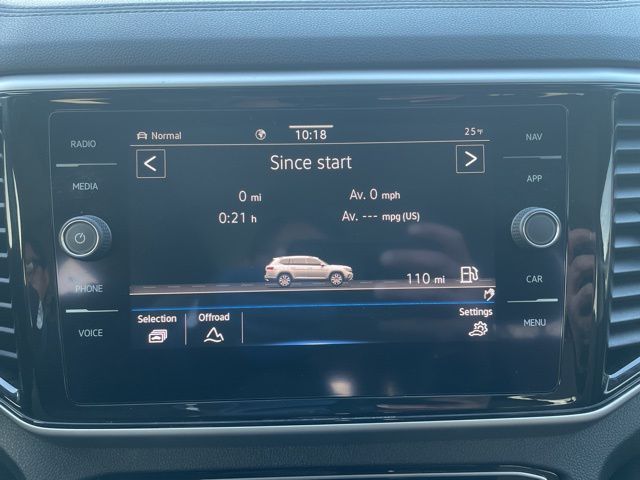 RADIO
MEDIA
PHONE
VOICE
Normal
10:18
25°F
<
Since start
>
0 mi
Av. 0 mph
0:21 h
Av. --- mpg (US)
110 mi
Selection
Offroad
Settings
NAV
APP
CAR
MENU